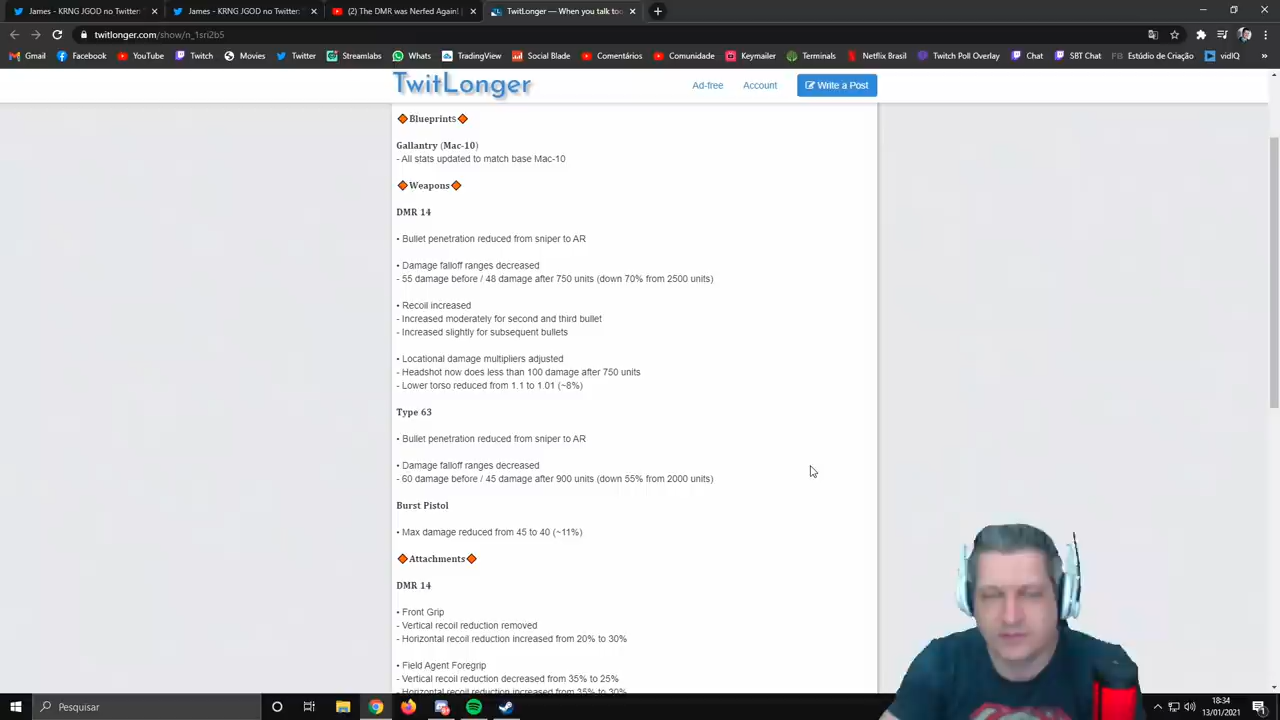 James - KRNG JGOD no Twitter:
James - KRNG JGOD no Twitter:
(2) The DMR was Nerfed Again!
TwitLonger — When you talk too
twitlonger.com/show/n_1sri2b5
Gmail
Facebook
YouTube
Twitch
Movies
Twitter
Streamlabs
Whats
TradingView
Social Blade
Comentários
Comunidade
Keymailer
Terminals
Netflix Brasil
Twitch Poll Overlay
Chat
SBT Chat
Estúdio de Criação
vidIQ
»
TwitLonger
Ad-free
Account
Write a Post
🔶Blueprints🔶
Gallantry (Mac-10)
- All stats updated to match base Mac-10
🔶Weapons🔶
DMR 14
• Bullet penetration reduced from sniper to AR
• Damage falloff ranges decreased
- 55 damage before / 48 damage after 750 units (down 70% from 2500 units)
• Recoil increased
- Increased moderately for second and third bullet
- Increased slightly for subsequent bullets
• Locational damage multipliers adjusted
- Headshot now does less than 100 damage after 750 units
- Lower torso reduced from 1.1 to 1.01 (~8%)
Type 63
• Bullet penetration reduced from sniper to AR
• Damage falloff ranges decreased
- 60 damage before / 45 damage after 900 units (down 55% from 2000 units)
Burst Pistol
• Max damage reduced from 45 to 40 (~11%)
🔶Attachments🔶
DMR 14
• Front Grip
- Vertical recoil reduction removed
- Horizontal recoil reduction increased from 20% to 30%
• Field Agent Foregrip
- Vertical recoil reduction decreased from 35% to 25%
- Horizontal recoil reduction increased from 35% to 30%
Pesquisar
18:34
13/01/2021